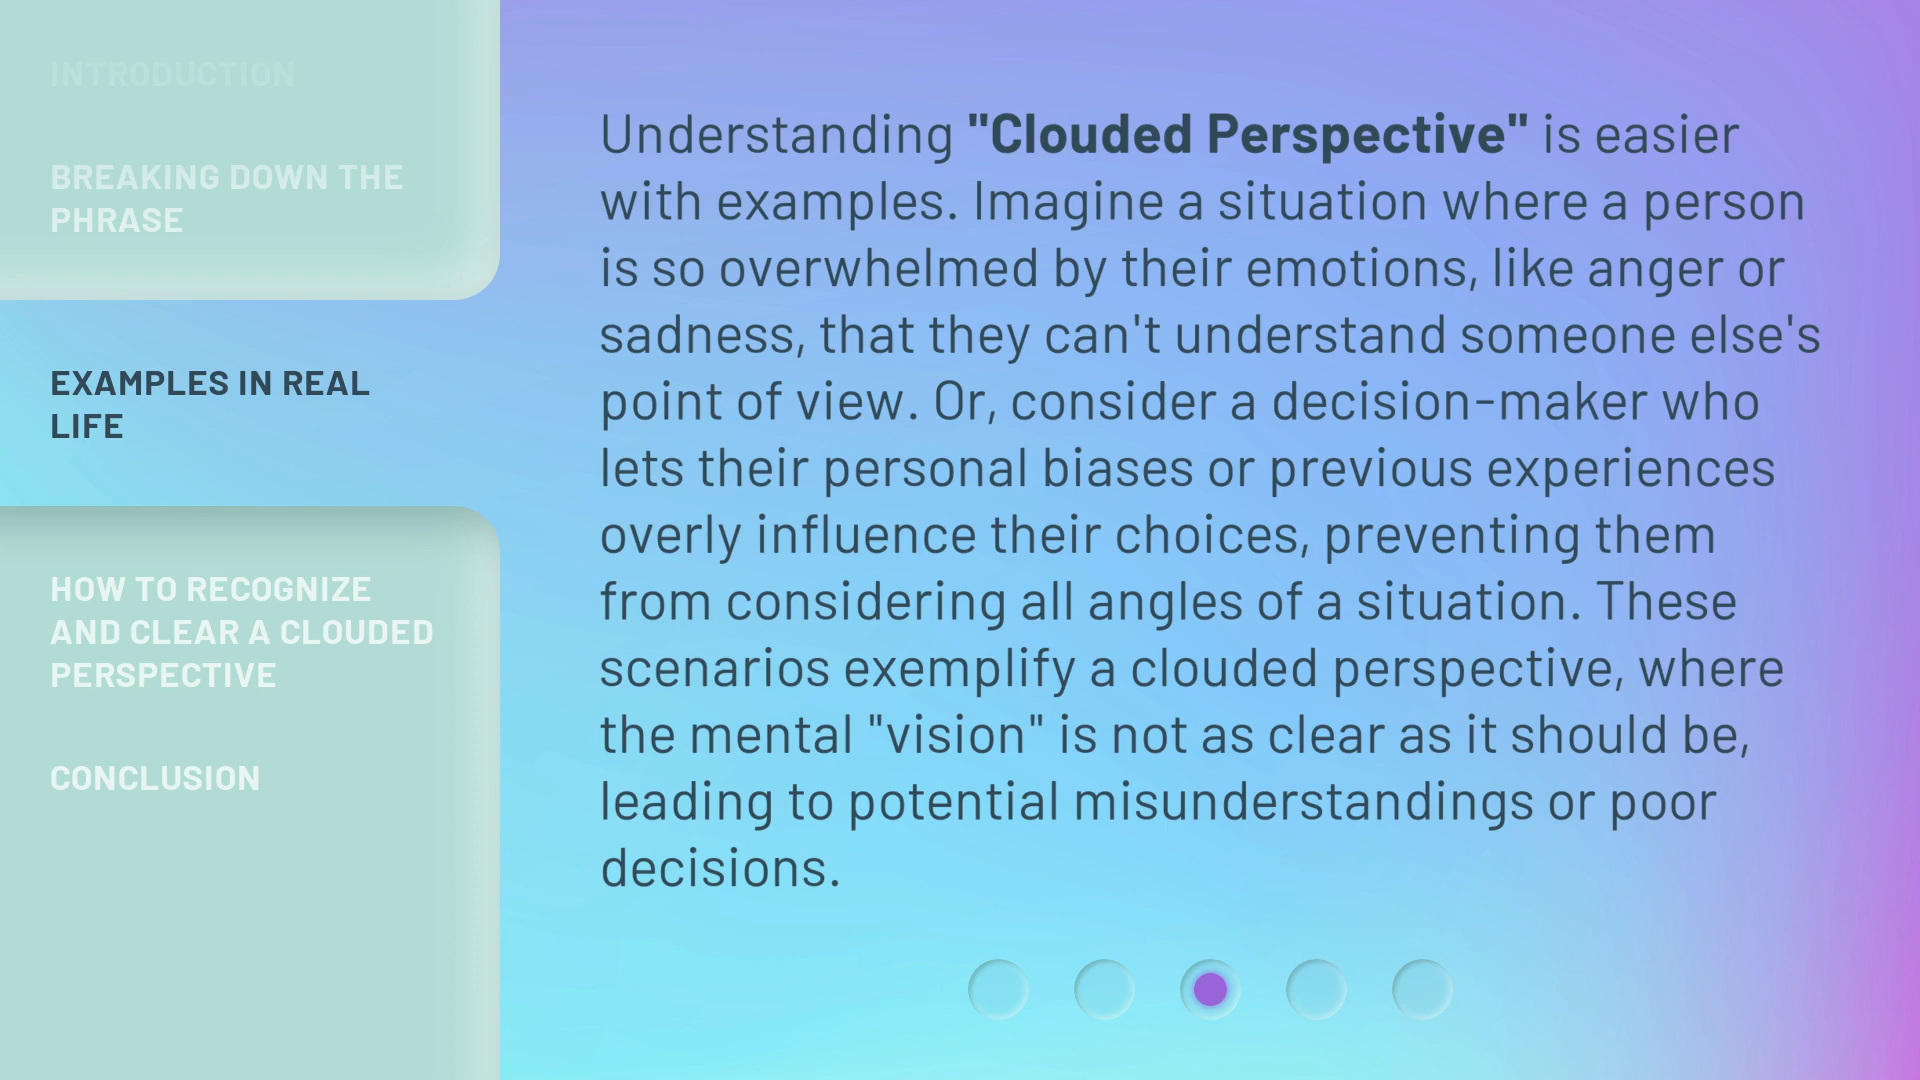 INTRODUCTION
BREAKING DOWN THE
PHRASE
EXAMPLES IN REAL
LIFE
HOW TO RECOGNIZE
AND CLEAR A CLOUDED
PERSPECTIVE
CONCLUSION
Understanding "Clouded Perspective" is easier
with examples. Imagine a situation where a person
is so overwhelmed by their emotions, like anger or
sadness, that they can't understand someone else's
point of view. Or, consider a decision-maker who
lets their personal biases or previous experiences
overly influence their choices, preventing them
from considering all angles of a situation. These
scenarios exemplify a clouded perspective, where
the mental "vision" is not as clear as it should be,
leading to potential misunderstandings or poor
decisions.